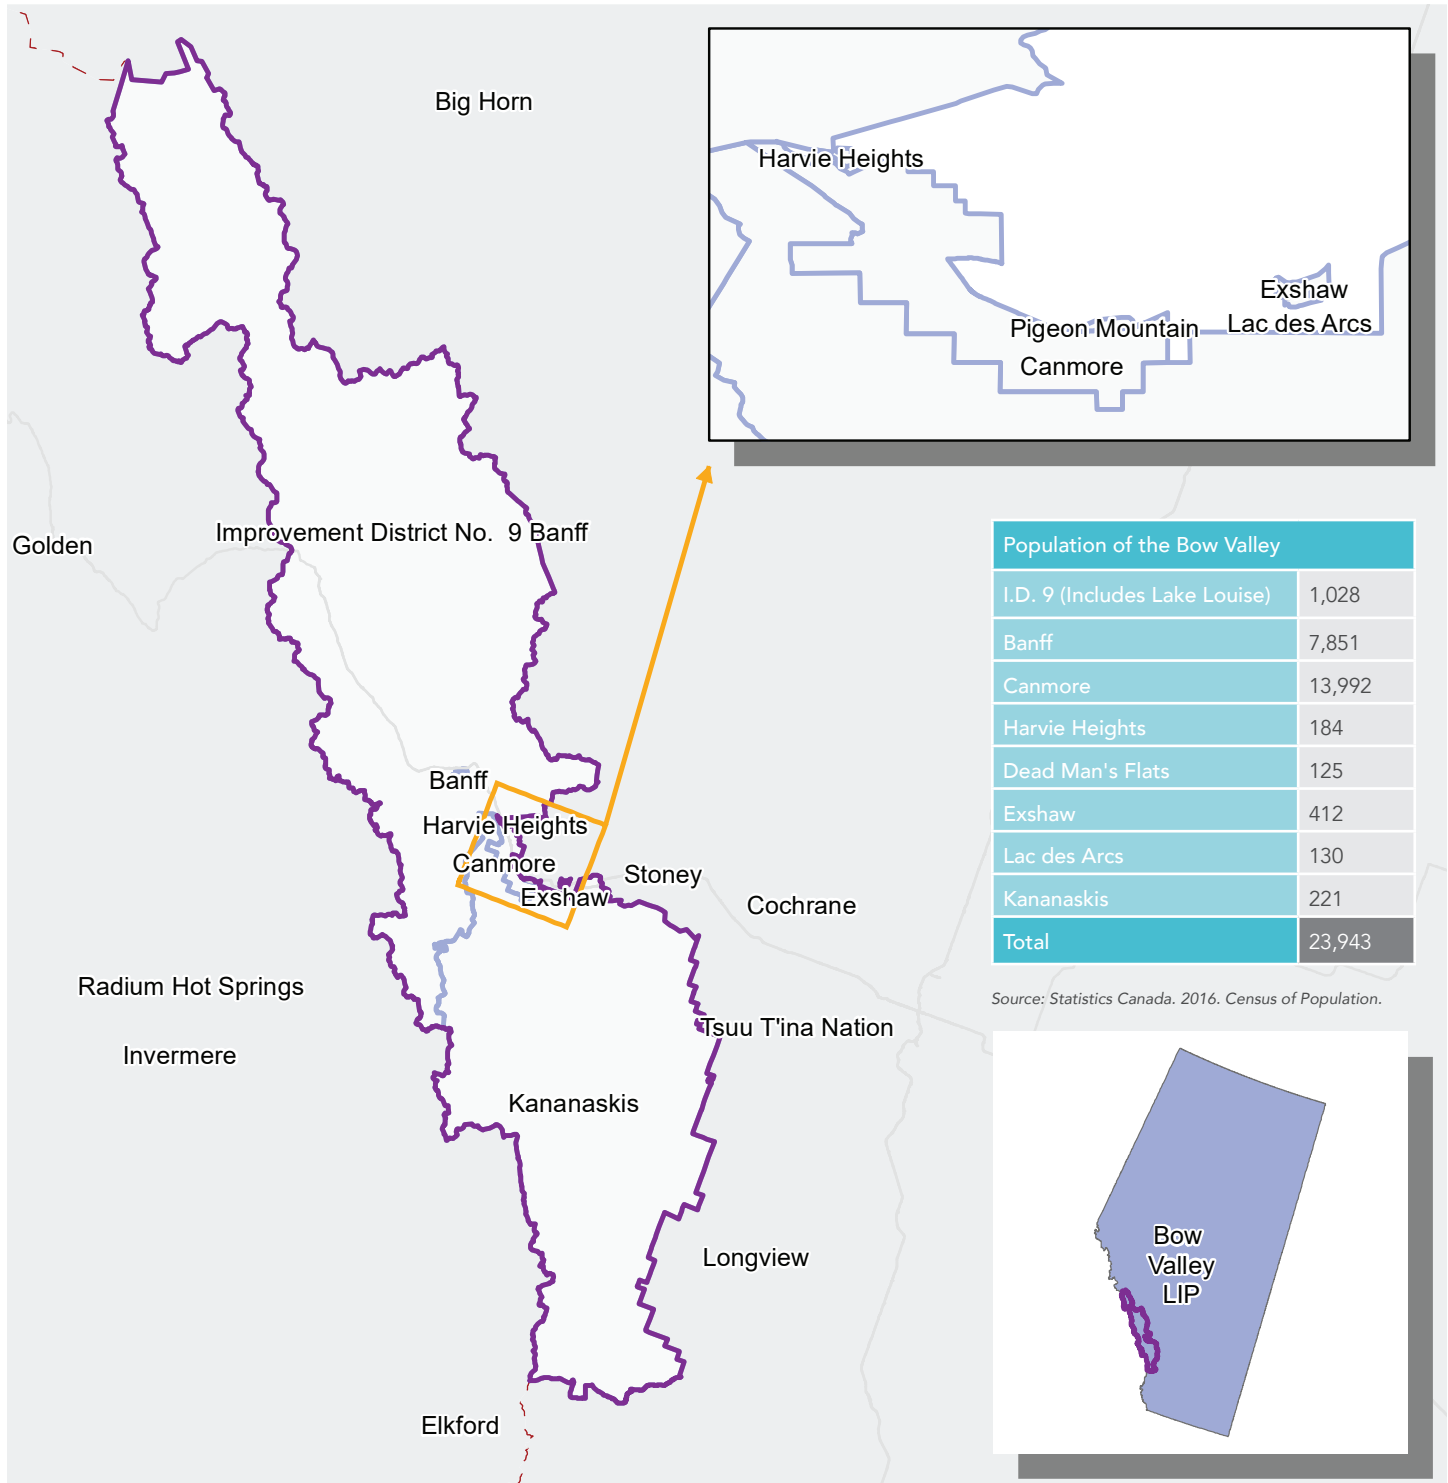 Big Horn
Harvie Heights
Exshaw
Lac des Arcs
Pigeon Mountain
Canmore
Golden
Improvement District No.  9 Banff
Banff
Harvie Heights
Canmore
Exshaw
Stoney
Cochrane
Radium Hot Springs
Invermere
Tsuu T'ina Nation
Kananaskis
Longview
Elkford
Population of the Bow Valley
I.D. 9 (Includes Lake Louise) 1,028
Banff 7,851
Canmore 13,992
Harvie Heights 184
Dead Man's Flats 125
Exshaw 412
Lac des Arcs 130
Kananaskis 221
Total 23,943
Source: Statistics Canada. 2016. Census of Population.
Bow
Valley
LIP